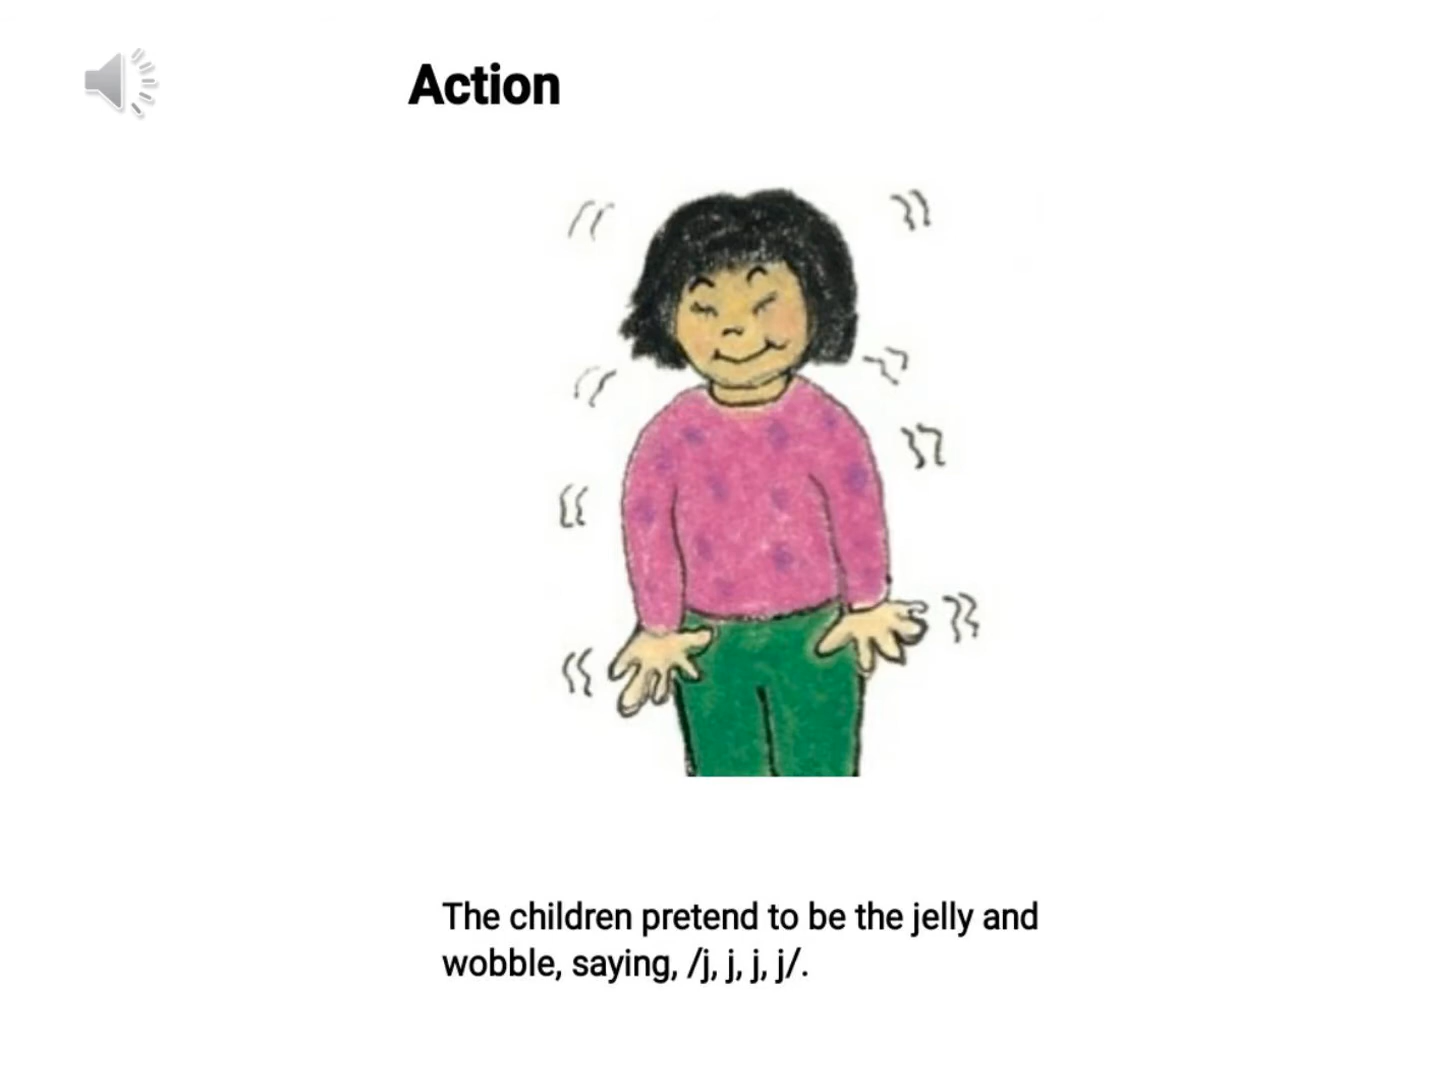 Action
The children pretend to be the jelly and
wobble, saying, /j, j, j, j/.